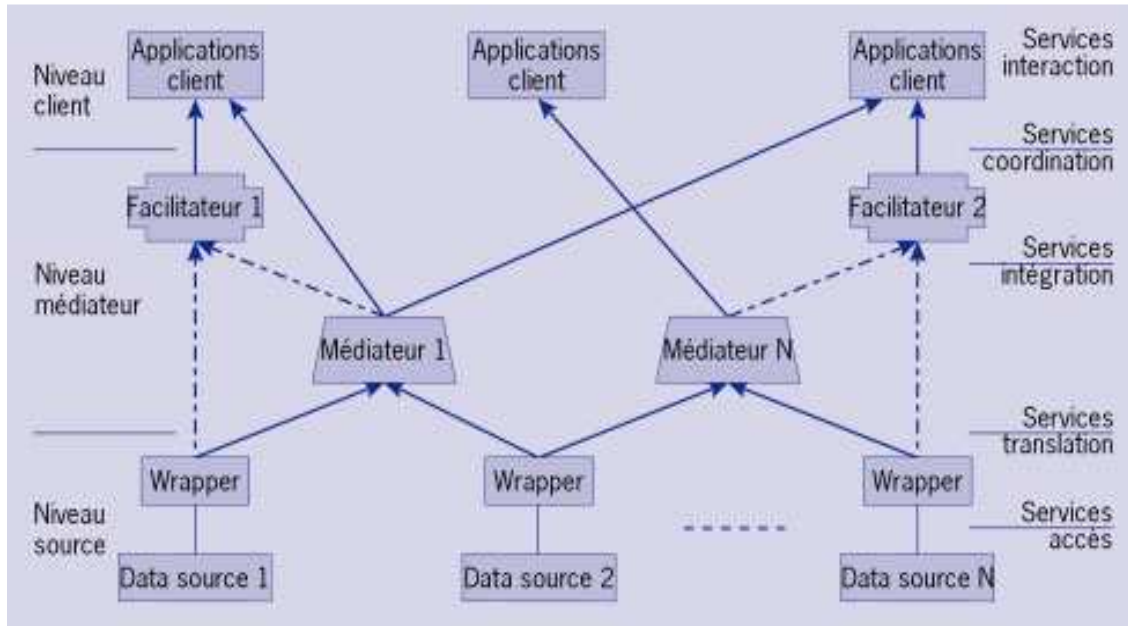 Applications
client
Applications
client
Applications
client
Services
interaction
Niveau
client
Services
coordination
Facilitateur 1
Facilitateur 2
Niveau
médiateur
Services
intégration
Médiateur 1
Médiateur N
Services
translation
Wrapper
Wrapper
Wrapper
Niveau
source
Services
accès
Data source 1
Data source 2
Data source N